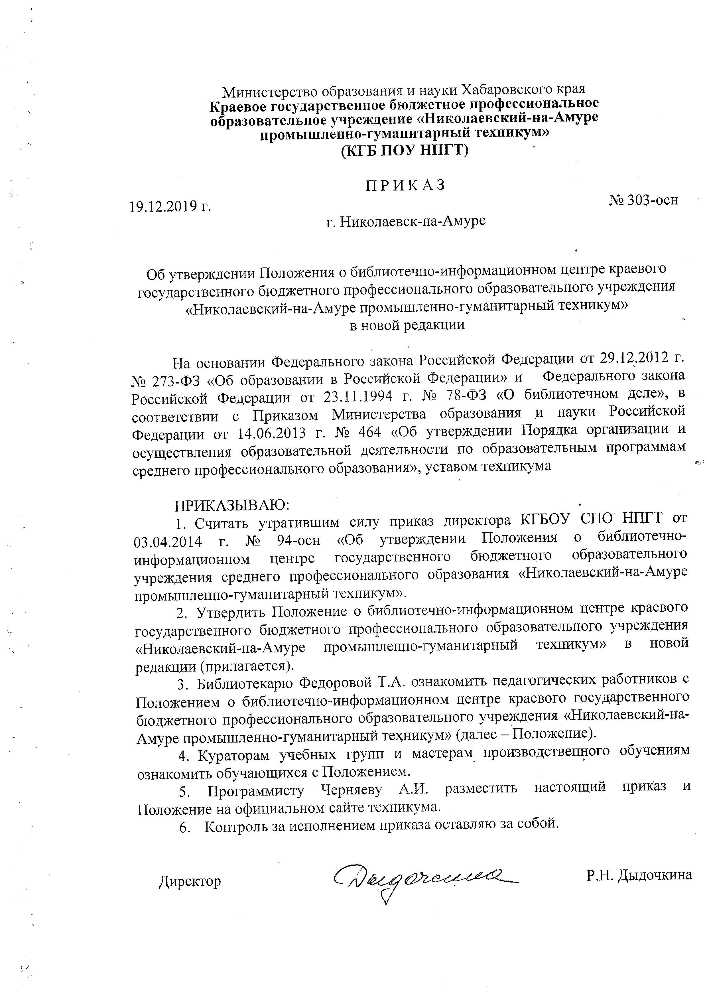 Министерство образования и науки Хабаровского края
Краевое государственное бюджетное профессиональное
образовательное учреждение «Николаевский-на-Амуре
промышленно-гуманитарный техникум»
(КГБ ПОУ НПГТ)
П Р И К А З
19.12.2019 г.
№ 303-осн
г. Николаевск-на-Амуре
Об утверждении Положения о библиотечно-информационном центре краевого
государственного бюджетного профессионального образовательного учреждения
«Николаевский-на-Амуре промышленно-гуманитарный техникум»
в новой редакции
На основании Федерального закона Российской Федерации от 29.12.2012 г.
№ 273-ФЗ «Об образовании в Российской Федерации» и Федерального закона
Российской Федерации от 23.11.1994 г. № 78-ФЗ «О библиотечном деле», в
соответствии с Приказом Министерства образования и науки Российской
Федерации от 14.06.2013 г. № 464 «Об утверждении Порядка организации и
осуществления образовательной деятельности по образовательным программам
среднего профессионального образования», уставом техникума
ПРИКАЗЫВАЮ:
1. Считать утратившим силу приказ директора КГБОУ СПО НПГТ от
03.04.2014 г. № 94-осн «Об утверждении Положения о библиотечно-
информационном центре государственного бюджетного образовательного
учреждения среднего профессионального образования «Николаевский-на-Амуре
промышленно-гуманитарный техникум».
2. Утвердить Положение о библиотечно-информационном центре краевого
государственного бюджетного профессионального образовательного учреждения
«Николаевский-на-Амуре промышленно-гуманитарный техникум» в новой
редакции (прилагается).
3. Библиотекарю Федоровой Т.А. ознакомить педагогических работников с
Положением о библиотечно-информационном центре краевого государственного
бюджетного профессионального образовательного учреждения «Николаевский-на-
Амуре промышленно-гуманитарный техникум» (далее – Положение).
4. Кураторам учебных групп и мастерам производственного обучениям
ознакомить обучающихся с Положением.
5. Программисту Черняеву А.И. разместить настоящий приказ и
Положение на официальном сайте техникума.
6. Контроль за исполнением приказа оставляю за собой.
Директор
Дыдочкина
Р.Н. Дыдочкина